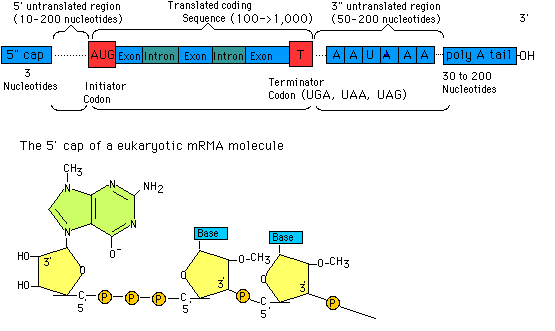 5' untranslated region
(10-200 nucleotides)
Translated coding
Sequence (100->1,000)
3" untranslated region
(50-200 nucleotides)
3'
5" cap
AUG
Exon
Intron
Exon
Intron
Exon
T
A
A
U
A
A
A
poly A tail
OH
3
Nucleotides
Initiator
Codon
Terminator
Codon (UGA, UAA, UAG)
30 to 200
Nucleotides
The 5' cap of a eukaryotic mRMA molecule
CH3
N
N
NH2
N
N
O-
Base
Base
HO
3'
O
HO
O
O-CH3
3'
O
O-CH3
3'
C
5'
P
P
P
C
5'
P
C
5'
P